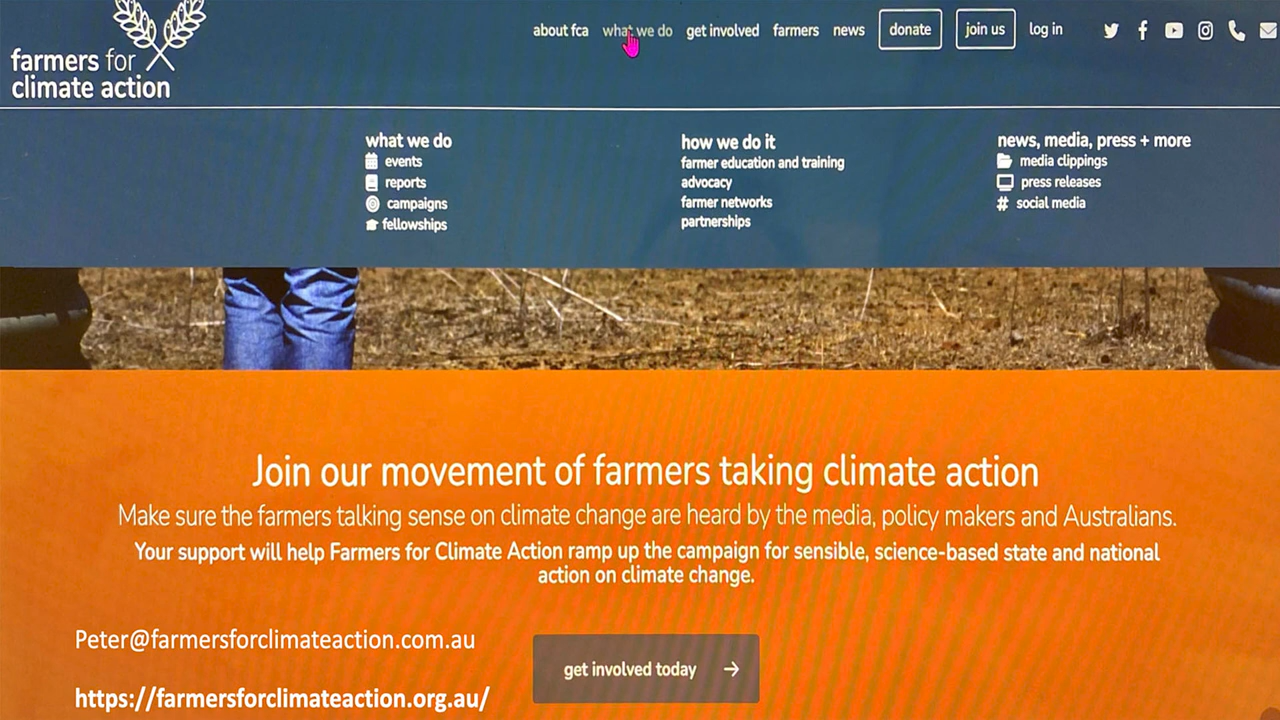 farmers for
climate action
about fca
what we do
get involved
farmers
news
donate
join us
log in
what we do
events
reports
campaigns
fellowships
how we do it
farmer education and training
advocacy
farmer networks
partnerships
news, media, press + more
media clippings
press releases
social media
Join our movement of farmers taking climate action
Make sure the farmers talking sense on climate change are heard by the media, policy makers and Australians.
Your support will help Farmers for Climate Action ramp up the campaign for sensible, science-based state and national
action on climate change.
Peter@farmersforclimateaction.com.au
get involved today
https://farmersforclimateaction.org.au/